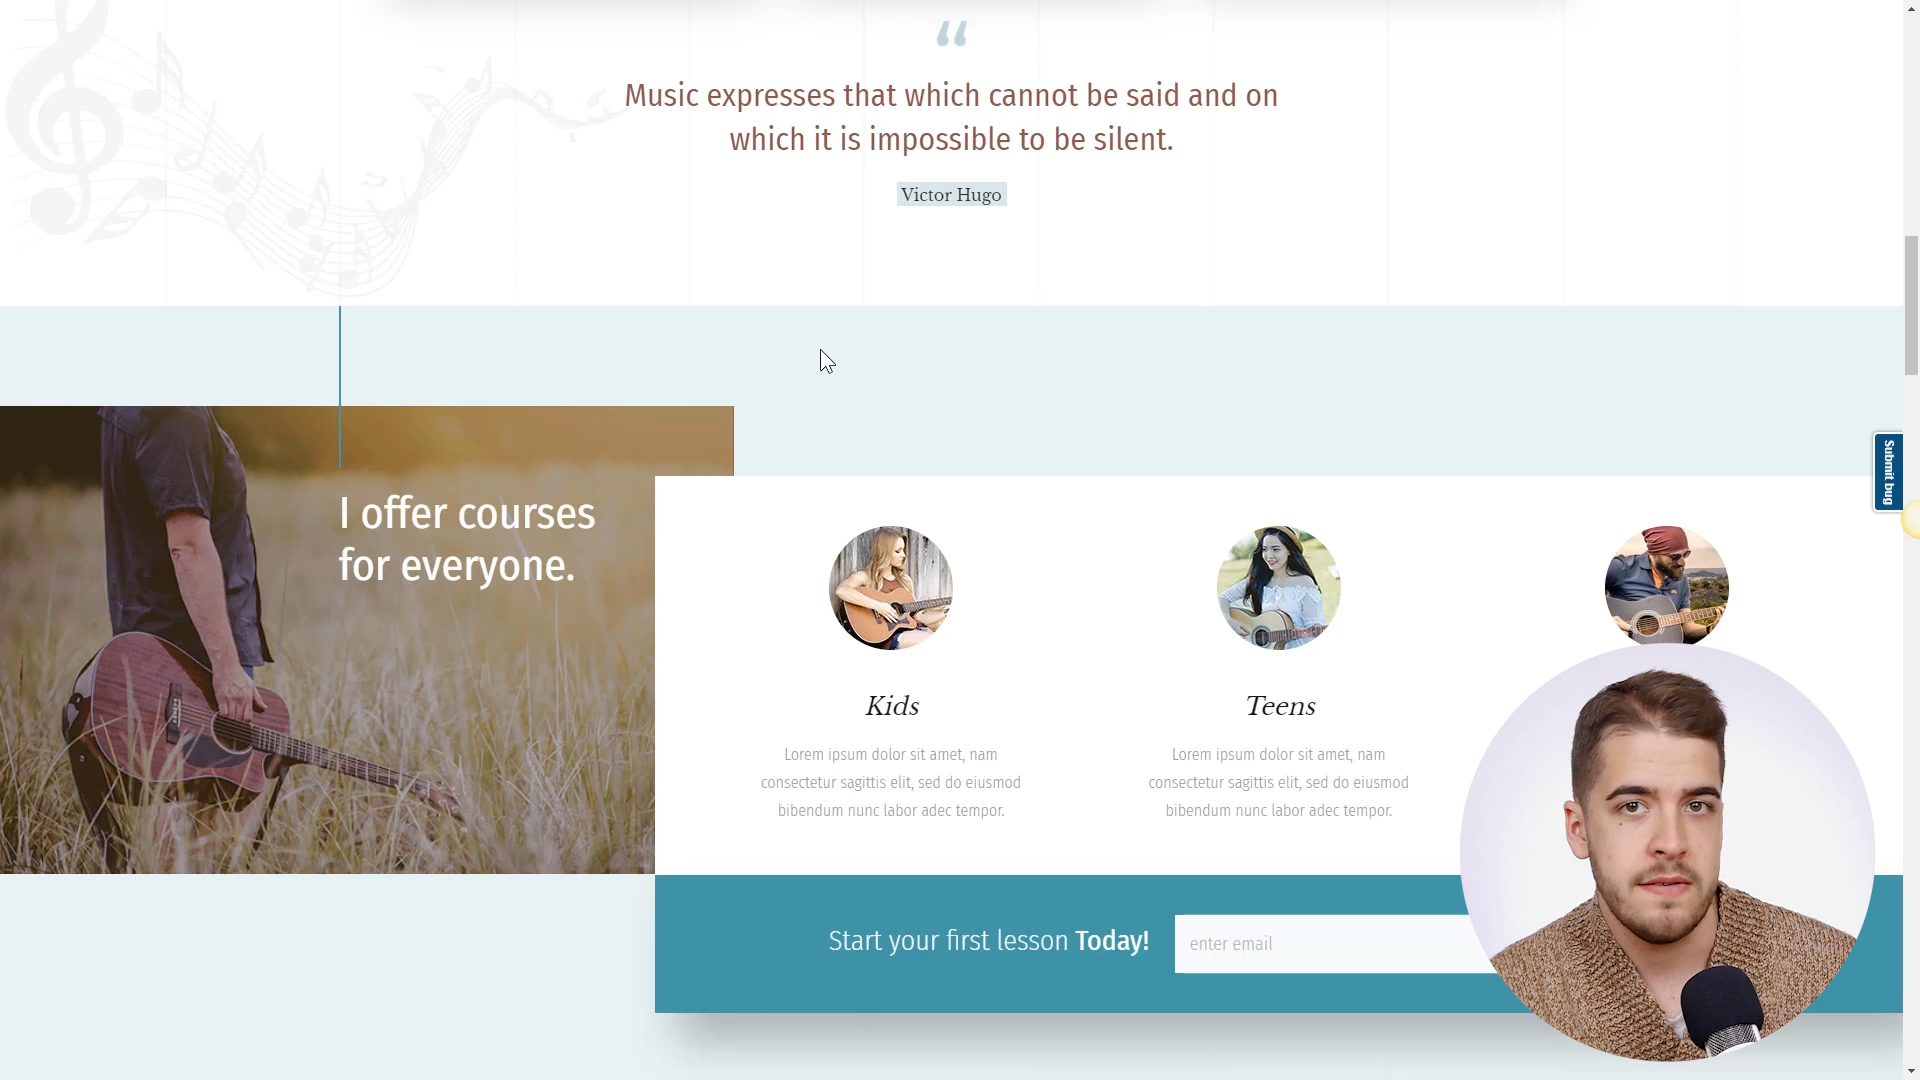 “
Music expresses that which cannot be said and on
which it is impossible to be silent.
Victor Hugo
Submit bug
I offer courses
for everyone.
Kids
Lorem ipsum dolor sit amet, nam
consectetur sagittis elit, sed do eiusmod
bibendum nunc labor adec tempor.
Teens
Lorem ipsum dolor sit amet, nam
consectetur sagittis elit, sed do eiusmod
bibendum nunc labor adec tempor.
Start your first lesson Today!
enter email